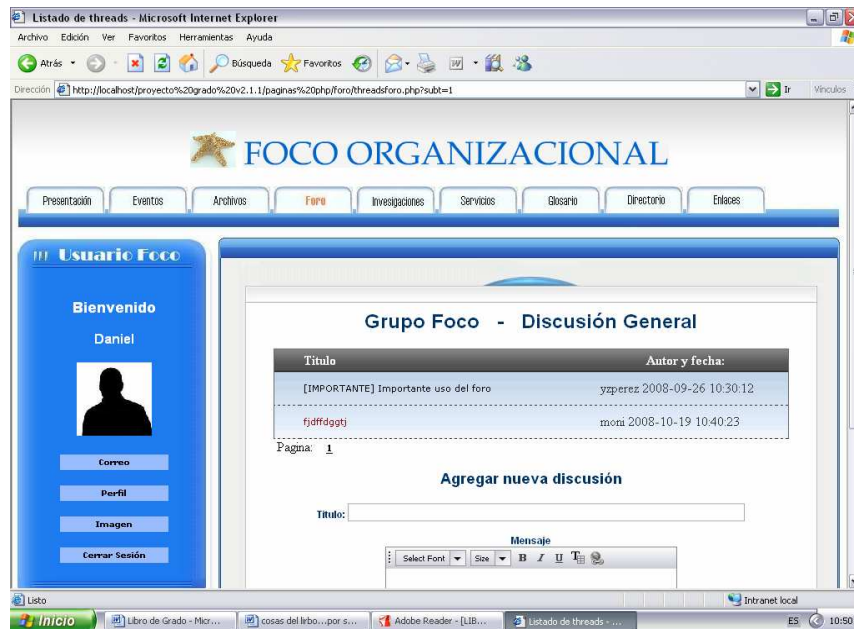 Listado de threads - Microsoft Internet Explorer
Archivo Edición Ver Favoritos Herramientas Ayuda
Atrás Búsqueda Favoritos
Dirección http://localhost/proyecto%20grado%20v2.1.1/paginas%20php/foro/threadsforo.php?subt=1 Ir Vínculos
FOCO ORGANIZACIONAL
Presentación Eventos Archivos Foro Invesigaciones Servicios Glosario Directorio Enlaces
Usuario Foco
Bienvenido
Daniel
Correo
Perfil
Imagen
Cerrar Sesión
Grupo Foco - Discusión General
Titulo Autor y fecha:
[IMPORTANTE] Importante uso del foro yzperez 2008-09-26 10:30:12
fjdffdggtj moni 2008-10-19 10:40:23
Pagina: 1
Agregar nueva discusión
Título:
Mensaje
Select Font Size B I U
Listo Intranet local
Inicio Libro de Grado - Micr... cosas del lirbo...por s... Adobe Reader - [LIB... Listado de threads - ... ES 10:50